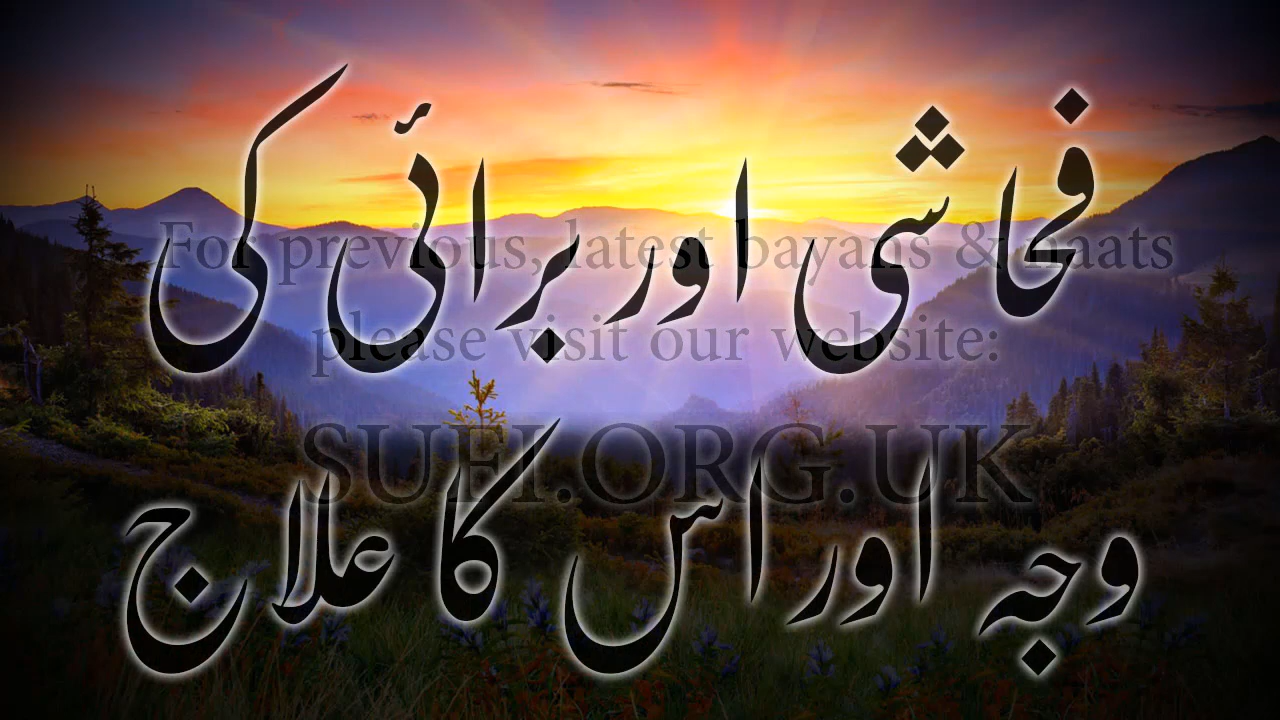 فحاشی اور برائی کی
For previous, latest bayans & naats
please visit our website:
SUFI.ORG.UK
وجہ اور اس کا علاج